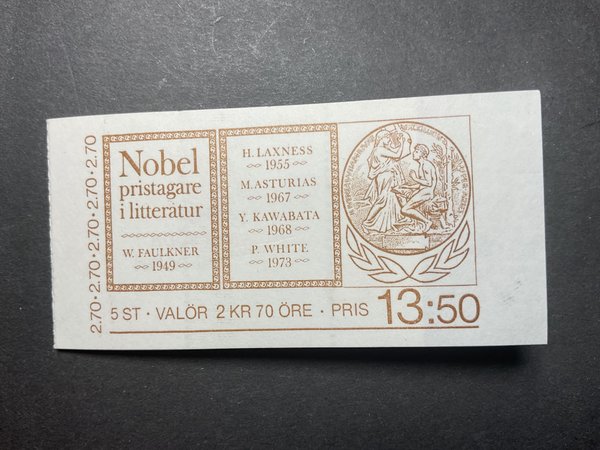 2.70 · 2.70 · 2.70 · 2.70 · 2.70
Nobel
pristagare
i litteratur
W. FAULKNER
1949
H. LAXNESS
1955
M. ASTURIAS
1967
Y. KAWABATA
1968
P. WHITE
1973
5 ST · VALÖR 2 KR 70 ÖRE · PRIS 13:50